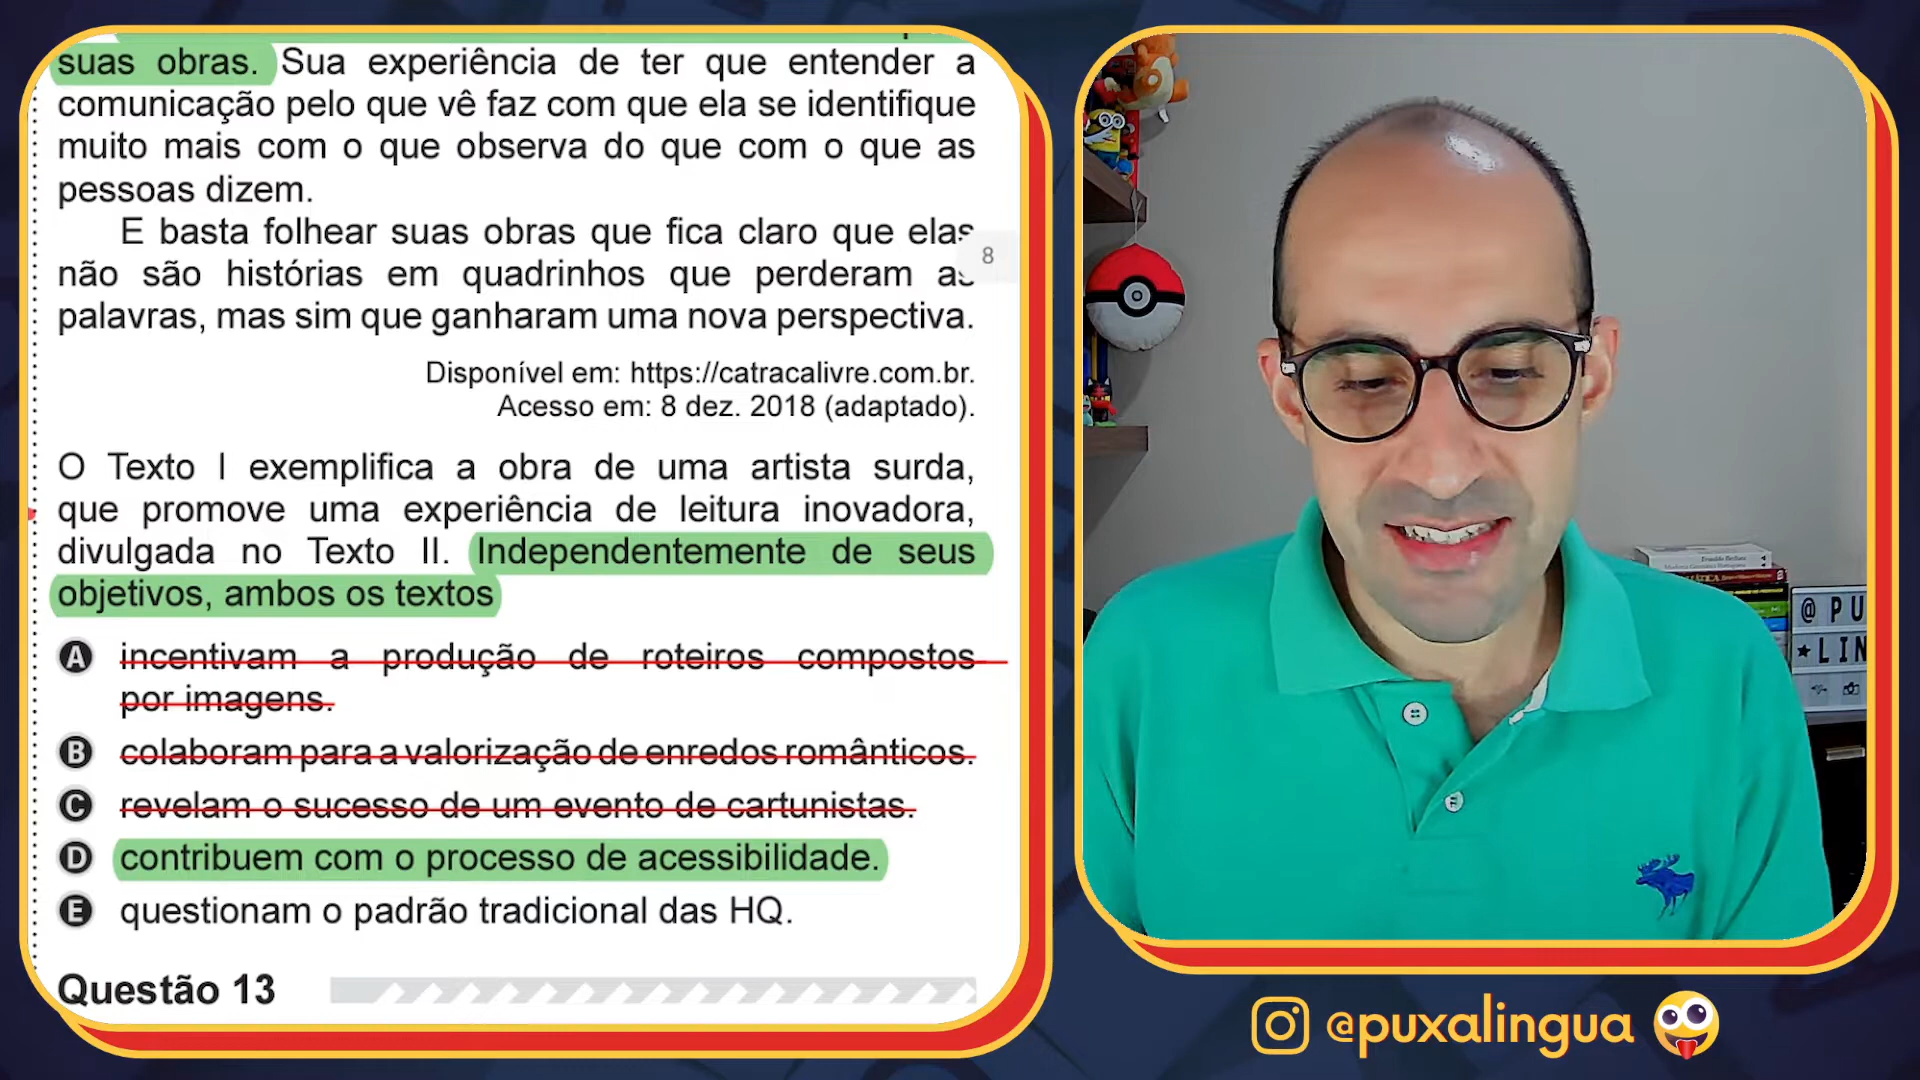 suas obras. Sua experiência de ter que entender a
comunicação pelo que vê faz com que ela se identifique
muito mais com o que observa do que com o que as
pessoas dizem.
E basta folhear suas obras que fica claro que elas
não são histórias em quadrinhos que perderam as
palavras, mas sim que ganharam uma nova perspectiva.
8
Disponível em: https://catracalivre.com.br.
Acesso em: 8 dez. 2018 (adaptado).
O Texto I exemplifica a obra de uma artista surda,
que promove uma experiência de leitura inovadora,
divulgada no Texto II. Independentemente de seus
objetivos, ambos os textos
A incentivam a produção de roteiros compostos
por imagens.
B colaboram para a valorização de enredos românticos.
C revelam o sucesso de um evento de cartunistas.
D contribuem com o processo de acessibilidade.
E questionam o padrão tradicional das HQ.
Questão 13
@ PU
★LIN
@puxalingua